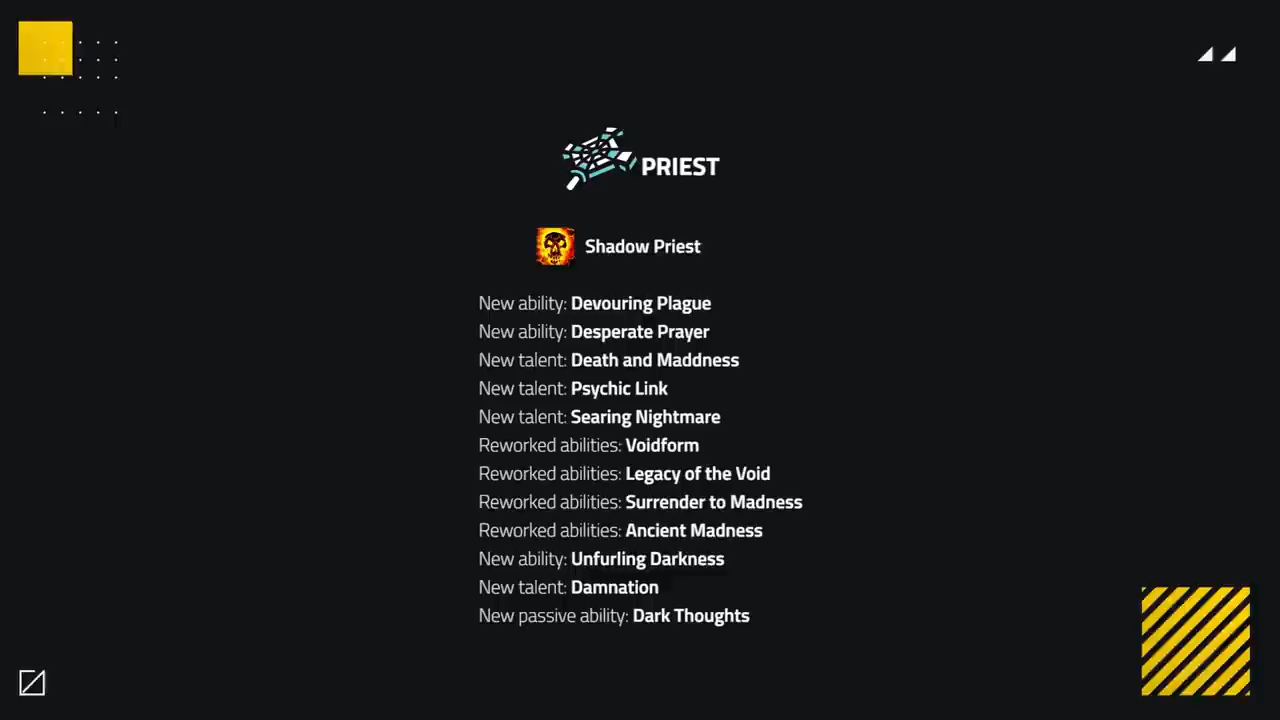 PRIEST
Shadow Priest
New ability: Devouring Plague
New ability: Desperate Prayer
New talent: Death and Maddness
New talent: Psychic Link
New talent: Searing Nightmare
Reworked abilities: Voidform
Reworked abilities: Legacy of the Void
Reworked abilities: Surrender to Madness
Reworked abilities: Ancient Madness
New ability: Unfurling Darkness
New talent: Damnation
New passive ability: Dark Thoughts